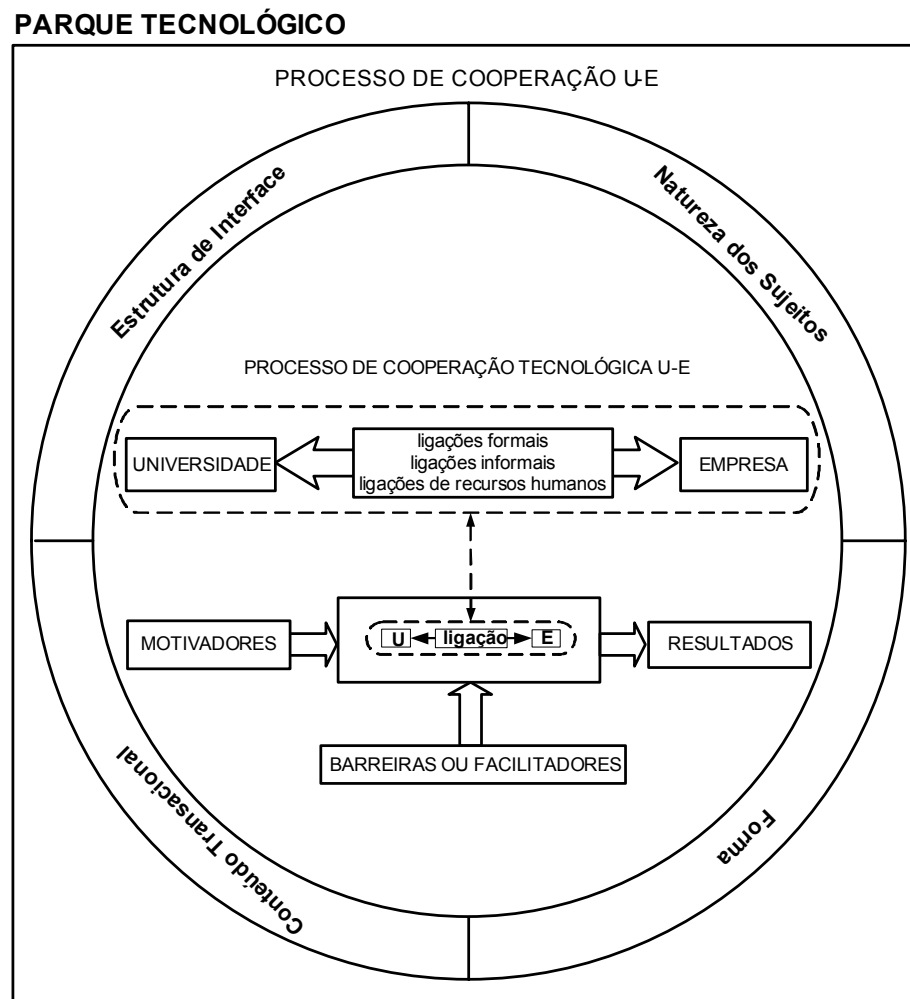 PARQUE TECNOLÓGICO
PROCESSO DE COOPERAÇÃO U-E
Estrutura de Interface
Natureza dos Sujeitos
PROCESSO DE COOPERAÇÃO TECNOLÓGICA U-E
UNIVERSIDADE
ligações formais
ligações informais
ligações de recursos humanos
EMPRESA
MOTIVADORES
U
ligação
E
RESULTADOS
BARREIRAS OU FACILITADORES
Conteúdo Transacional
Forma